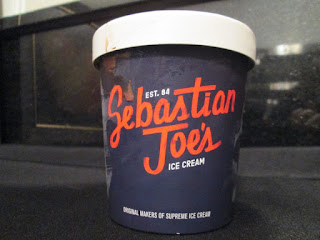 EST. 84
Sebastian
Joe's
ICE CREAM
ORIGINAL MAKERS OF SUPREME ICE CREAM